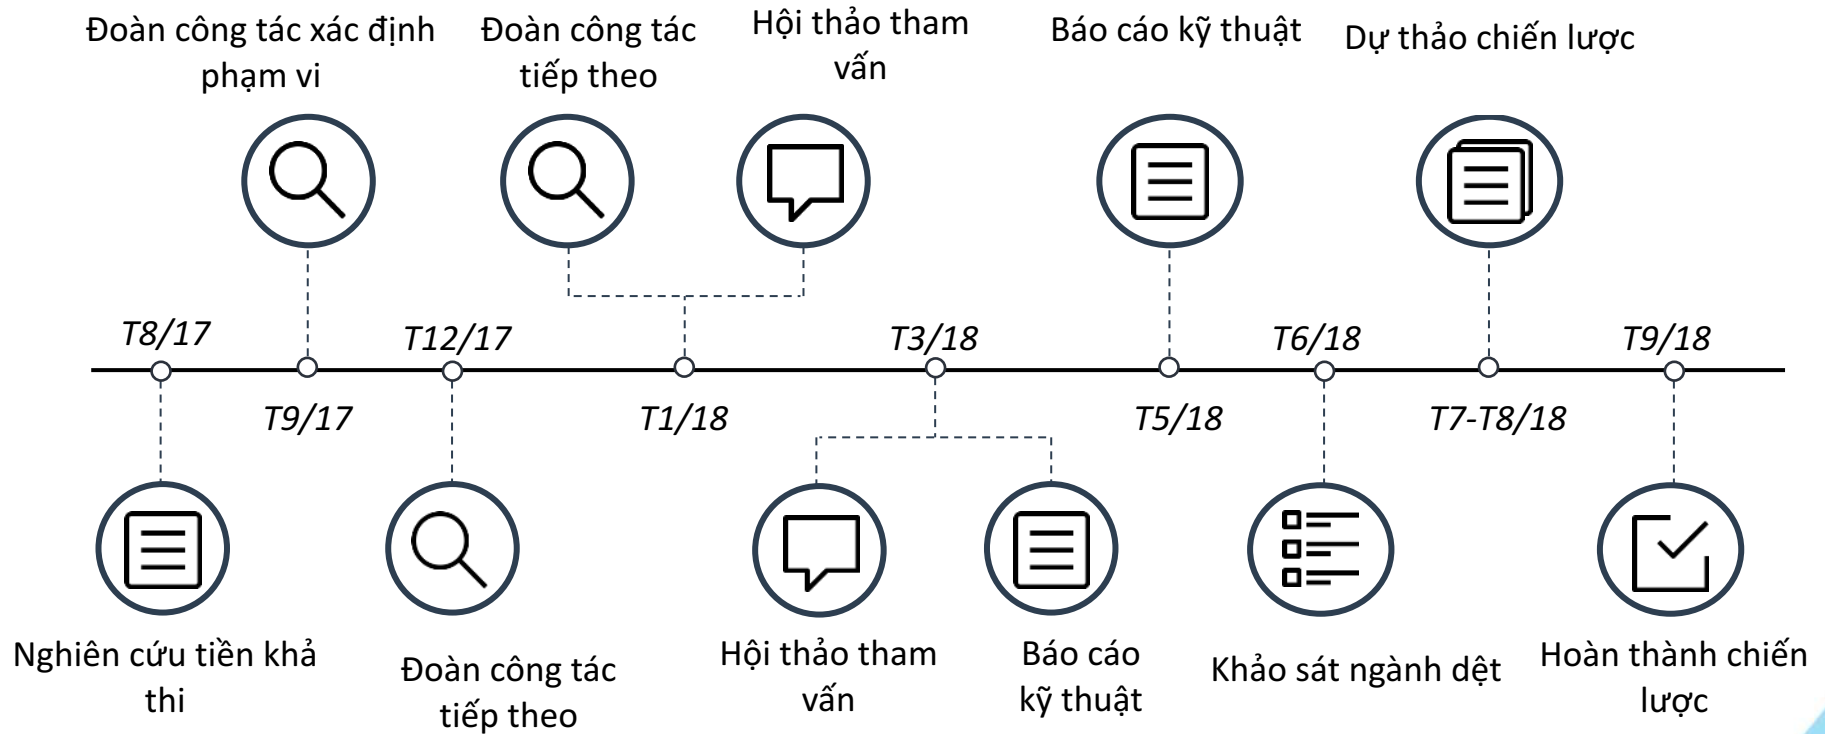 Đoàn công tác xác định
phạm vi
Đoàn công tác
tiếp theo
Hội thảo tham
vấn
Báo cáo kỹ thuật
Dự thảo chiến lược
T8/17
T12/17
T3/18
T6/18
T9/18
T9/17
T1/18
T5/18
T7-T8/18
Nghiên cứu tiền khả
thi
Đoàn công tác
tiếp theo
Hội thảo tham
vấn
Báo cáo
kỹ thuật
Khảo sát ngành dệt
Hoàn thành chiến
lược